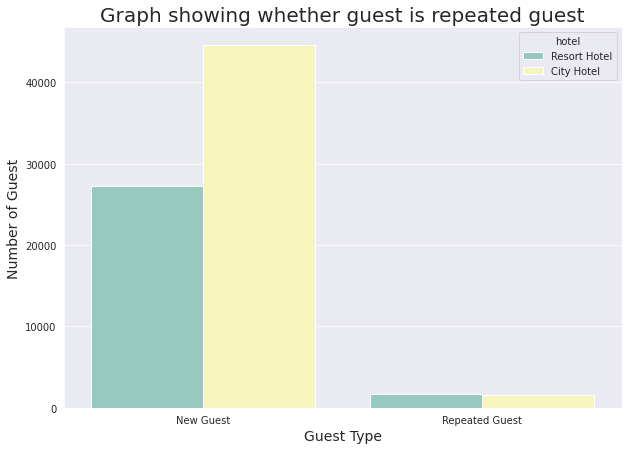 Graph showing whether guest is repeated guest
hotel
Resort Hotel
City Hotel
40000
30000
20000
10000
0
Number of Guest
New Guest
Repeated Guest
Guest Type